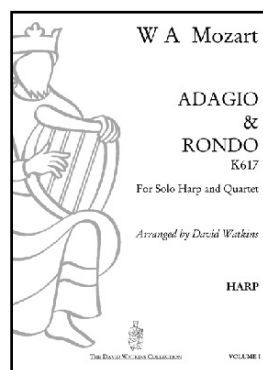 W A Mozart
ADAGIO
&
RONDO
K617
For Solo Harp and Quartet
Arranged by David Watkins
HARP
THE DAVID WATKINS COLLECTION
VOLUME I